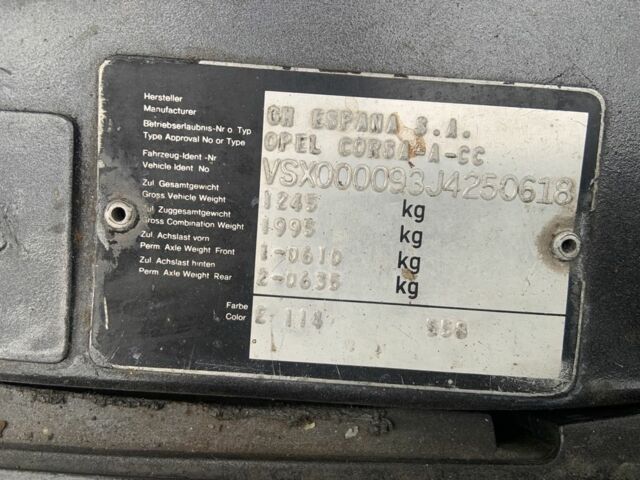 Hersteller
Manufacturer
GM ESPANA S.A.
Betriebserlaubnis-Nr o Typ
Type Approval No or Type
OPEL CORSA-A-CC
Fahrzeug-Ident -Nr
Vehicle Ident No
VSX000093J4250618
Zul Gesamtgewicht
Gross Vehicle Weight
1245 kg
Zul Zuggesamtgewicht
Gross Combination Weight
1995 kg
Zul. Achslast vorn
Perm. Axle Weight Front
1-0610 kg
Zul Achslast hinten
Perm Axle Weight Rear
2-0635 kg
Farbe
Color
114